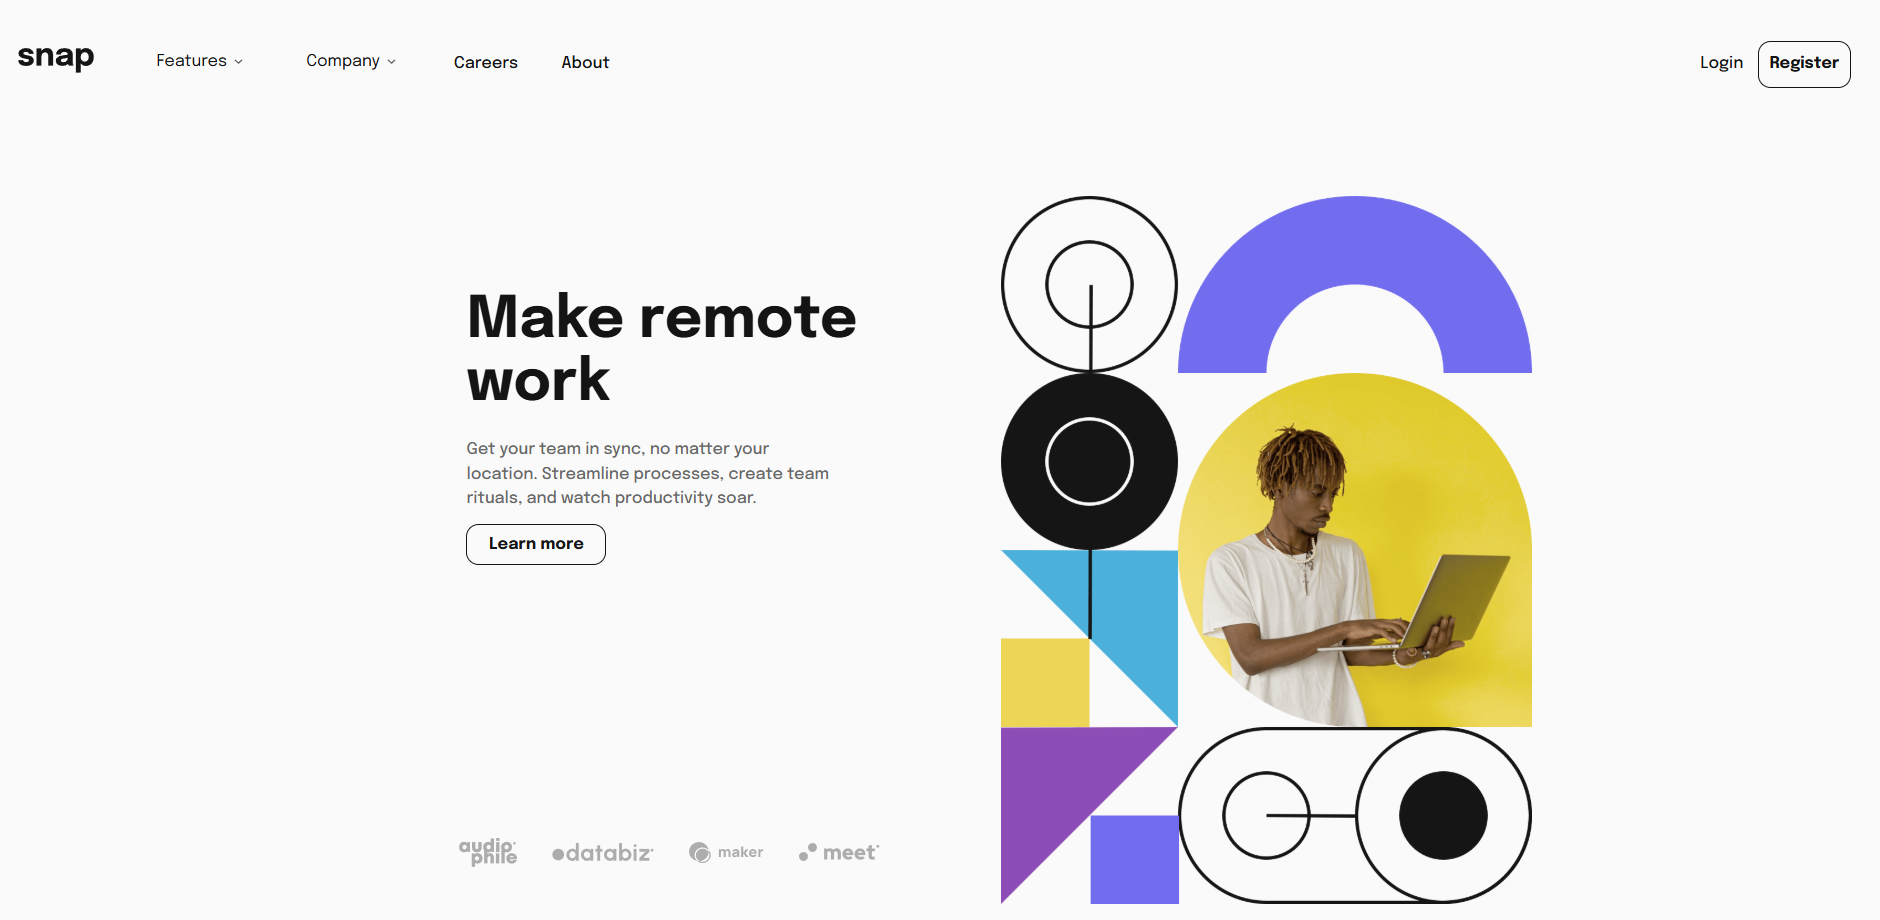 snap
Features
Company
Careers
About
Login
Register
Make remote
work
Get your team in sync, no matter your
location. Streamline processes, create team
rituals, and watch productivity soar.
Learn more
audiophile
databiz
maker
meet